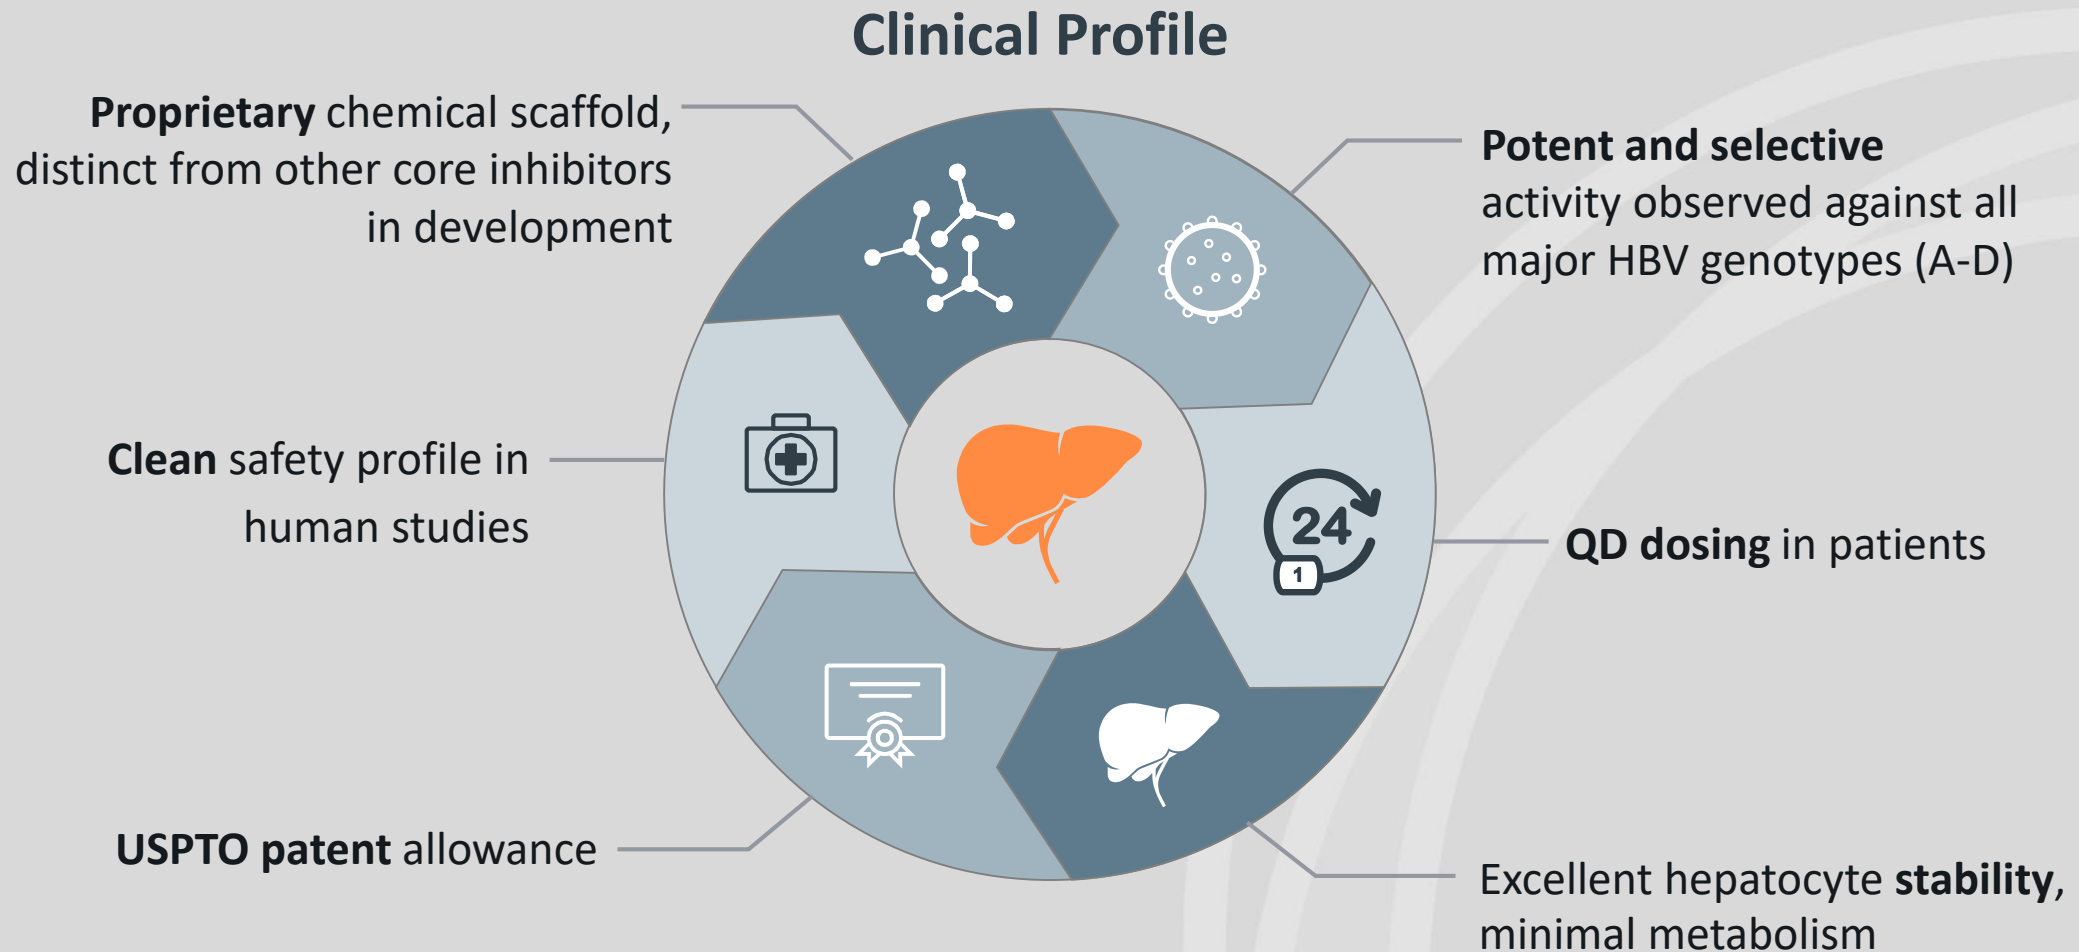 Clinical Profile
Proprietary chemical scaffold,
distinct from other core inhibitors
in development
Potent and selective
activity observed against all
major HBV genotypes (A-D)
Clean safety profile in
human studies
24
1
QD dosing in patients
USPTO patent allowance
Excellent hepatocyte stability,
minimal metabolism